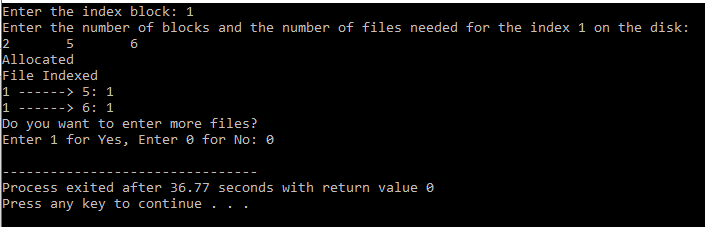 Enter the index block: 1
Enter the number of blocks and the number of files needed for the index 1 on the disk:
2 5 6
Allocated
File Indexed
1 ------> 5: 1
1 ------> 6: 1
Do you want to enter more files?
Enter 1 for Yes, Enter 0 for No: 0
--------------------------------
Process exited after 36.77 seconds with return value 0
Press any key to continue . . .